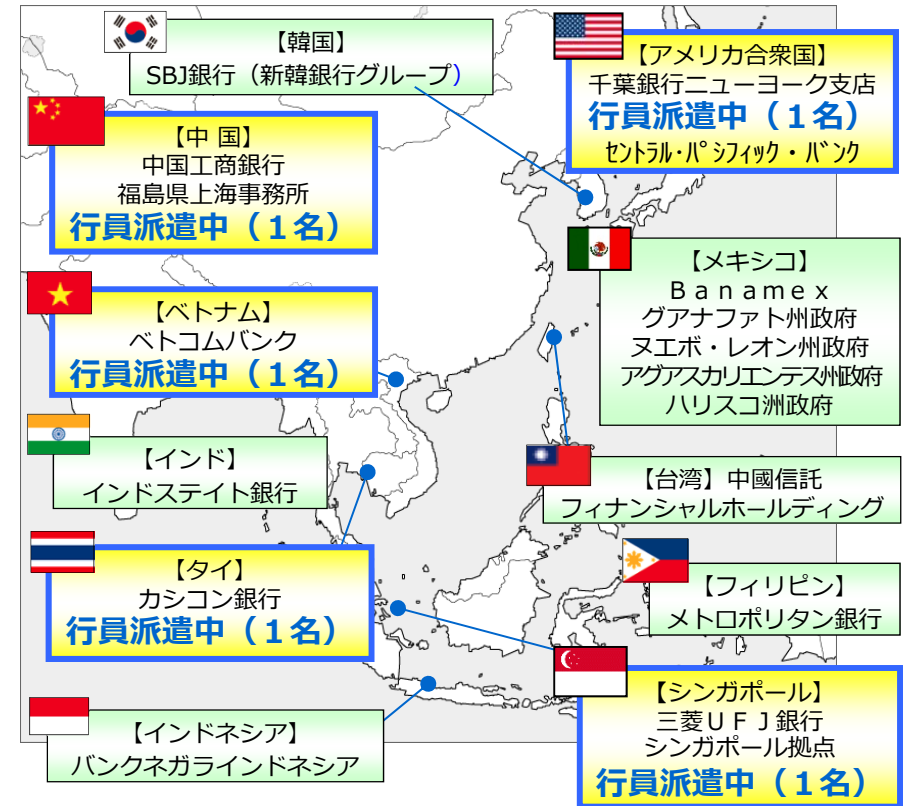 【韓国】
SBJ銀行（新韓銀行グループ）
【アメリカ合衆国】
千葉銀行ニューヨーク支店
行員派遣中（１名）
ｾﾝﾄﾗﾙ･ﾊﾟｼﾌｨｯｸ・ﾊﾞﾝｸ
【中 国】
中国工商銀行
福島県上海事務所
行員派遣中（１名）
【メキシコ】
Ｂａｎａｍｅｘ
グアナファト州政府
ヌエボ・レオン州政府
アグアスカリエンテス州政府
ハリスコ洲政府
【ベトナム】
ベトコムバンク
行員派遣中（１名）
【インド】
インドステイト銀行
【台湾】中國信託
フィナンシャルホールディング
【タイ】
カシコン銀行
行員派遣中（１名）
【フィリピン】
メトロポリタン銀行
【シンガポール】
三菱ＵＦＪ銀行
シンガポール拠点
行員派遣中（１名）
【インドネシア】
バンクネガラインドネシア